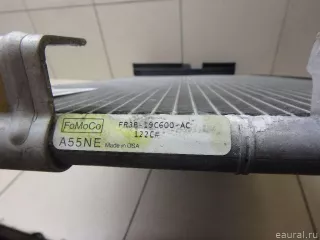 FoMoCo
FR3B-19C600-AC
122C#
A55NE Made in USA
eaural.ru | ©